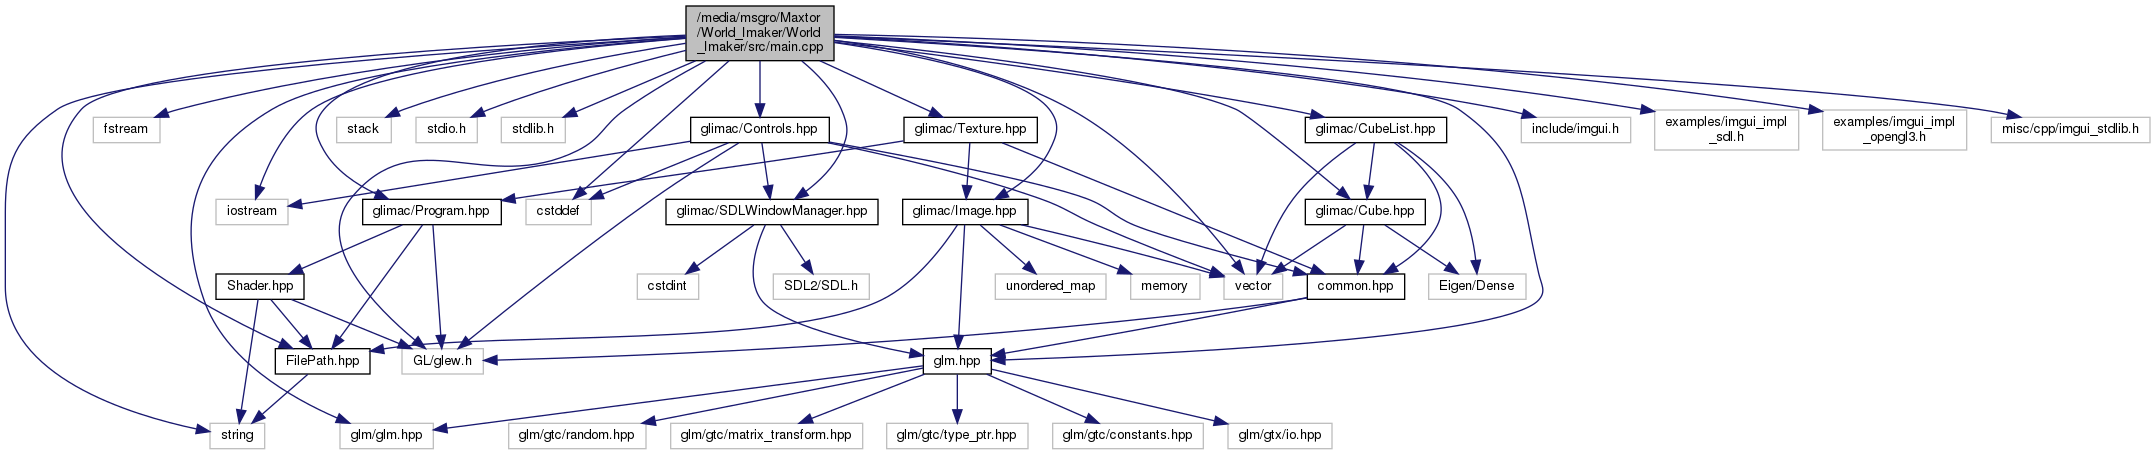 /media/msgro/Maxtor
/World_Imaker/World
_Imaker/src/main.cpp
fstream
stack
stdio.h
stdlib.h
glimac/Controls.hpp
glimac/Texture.hpp
glimac/CubeList.hpp
include/imgui.h
examples/imgui_impl
_sdl.h
examples/imgui_impl
_opengl3.h
misc/cpp/imgui_stdlib.h
iostream
glimac/Program.hpp
cstddef
glimac/SDLWindowManager.hpp
glimac/Image.hpp
glimac/Cube.hpp
Shader.hpp
cstdint
SDL2/SDL.h
unordered_map
memory
vector
common.hpp
Eigen/Dense
FilePath.hpp
GL/glew.h
glm.hpp
string
glm/glm.hpp
glm/gtc/random.hpp
glm/gtc/matrix_transform.hpp
glm/gtc/type_ptr.hpp
glm/gtc/constants.hpp
glm/gtx/io.hpp